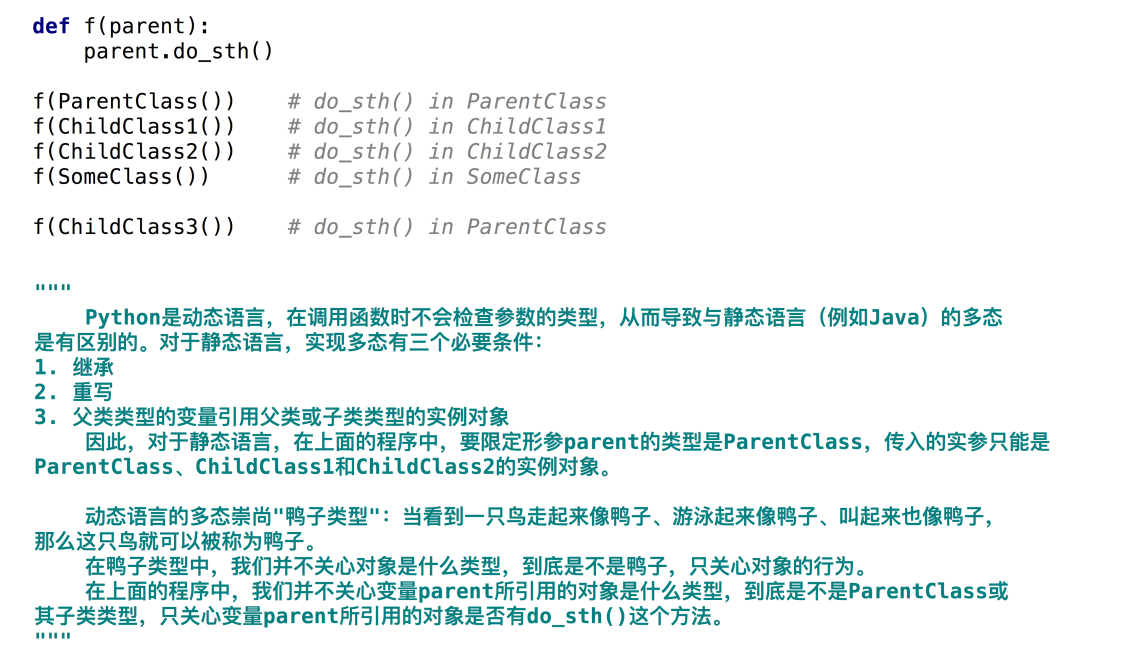 def f(parent):
    parent.do_sth()
f(ParentClass())    # do_sth() in ParentClass
f(ChildClass1())    # do_sth() in ChildClass1
f(ChildClass2())    # do_sth() in ChildClass2
f(SomeClass())      # do_sth() in SomeClass
f(ChildClass3())    # do_sth() in ParentClass
"""
    Python是动态语言，在调用函数时不会检查参数的类型，从而导致与静态语言（例如Java）的多态
是有区别的。对于静态语言，实现多态有三个必要条件：
1. 继承
2. 重写
3. 父类类型的变量引用父类或子类类型的实例对象
    因此，对于静态语言，在上面的程序中，要限定形参parent的类型是ParentClass，传入的实参只能是
ParentClass、ChildClass1和ChildClass2的实例对象。
    动态语言的多态崇尚"鸭子类型"：当看到一只鸟走起来像鸭子、游泳起来像鸭子、叫起来也像鸭子，
那么这只鸟就可以被称为鸭子。
    在鸭子类型中，我们并不关心对象是什么类型，到底是不是鸭子，只关心对象的行为。
    在上面的程序中，我们并不关心变量parent所引用的对象是什么类型，到底是不是ParentClass或
其子类类型，只关心变量parent所引用的对象是否有do_sth()这个方法。
"""